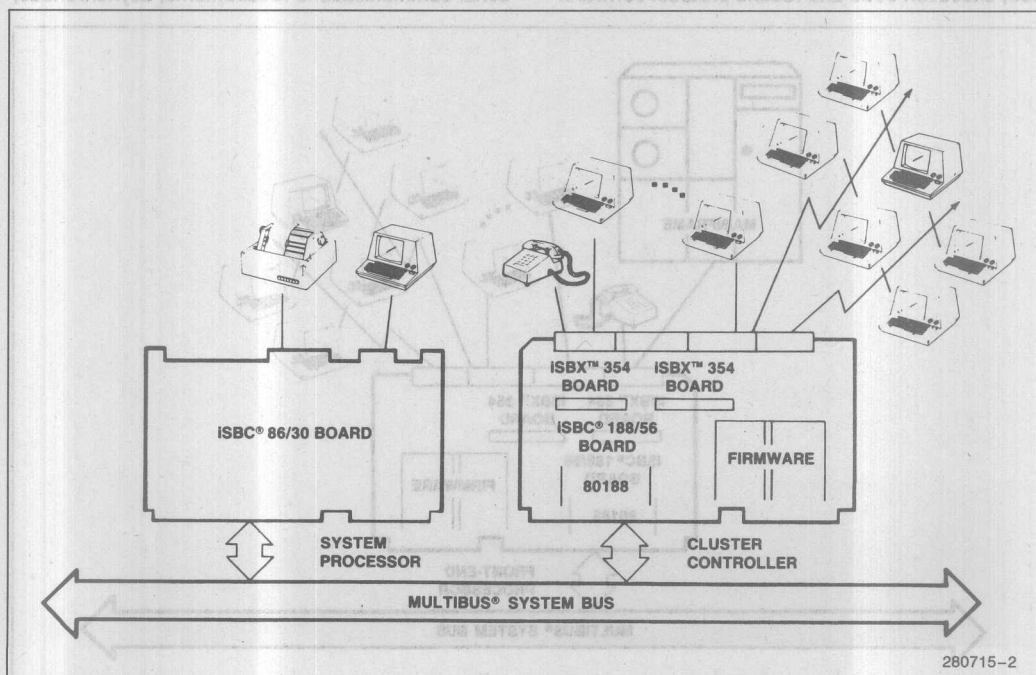 iSBX™ 354
BOARD
iSBX™ 354
BOARD
iSBC® 86/30 BOARD
iSBC® 188/56
BOARD
80188
FIRMWARE
SYSTEM
PROCESSOR
CLUSTER
CONTROLLER
MULTIBUS® SYSTEM BUS
280715-2